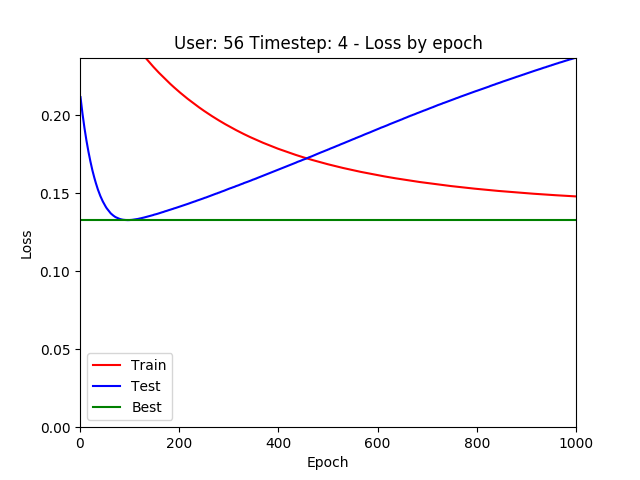 User: 56 Timestep: 4 - Loss by epoch
Loss
0.20
0.15
0.10
0.05
0.00
Train
Test
Best
0 200 400 600 800 1000
Epoch